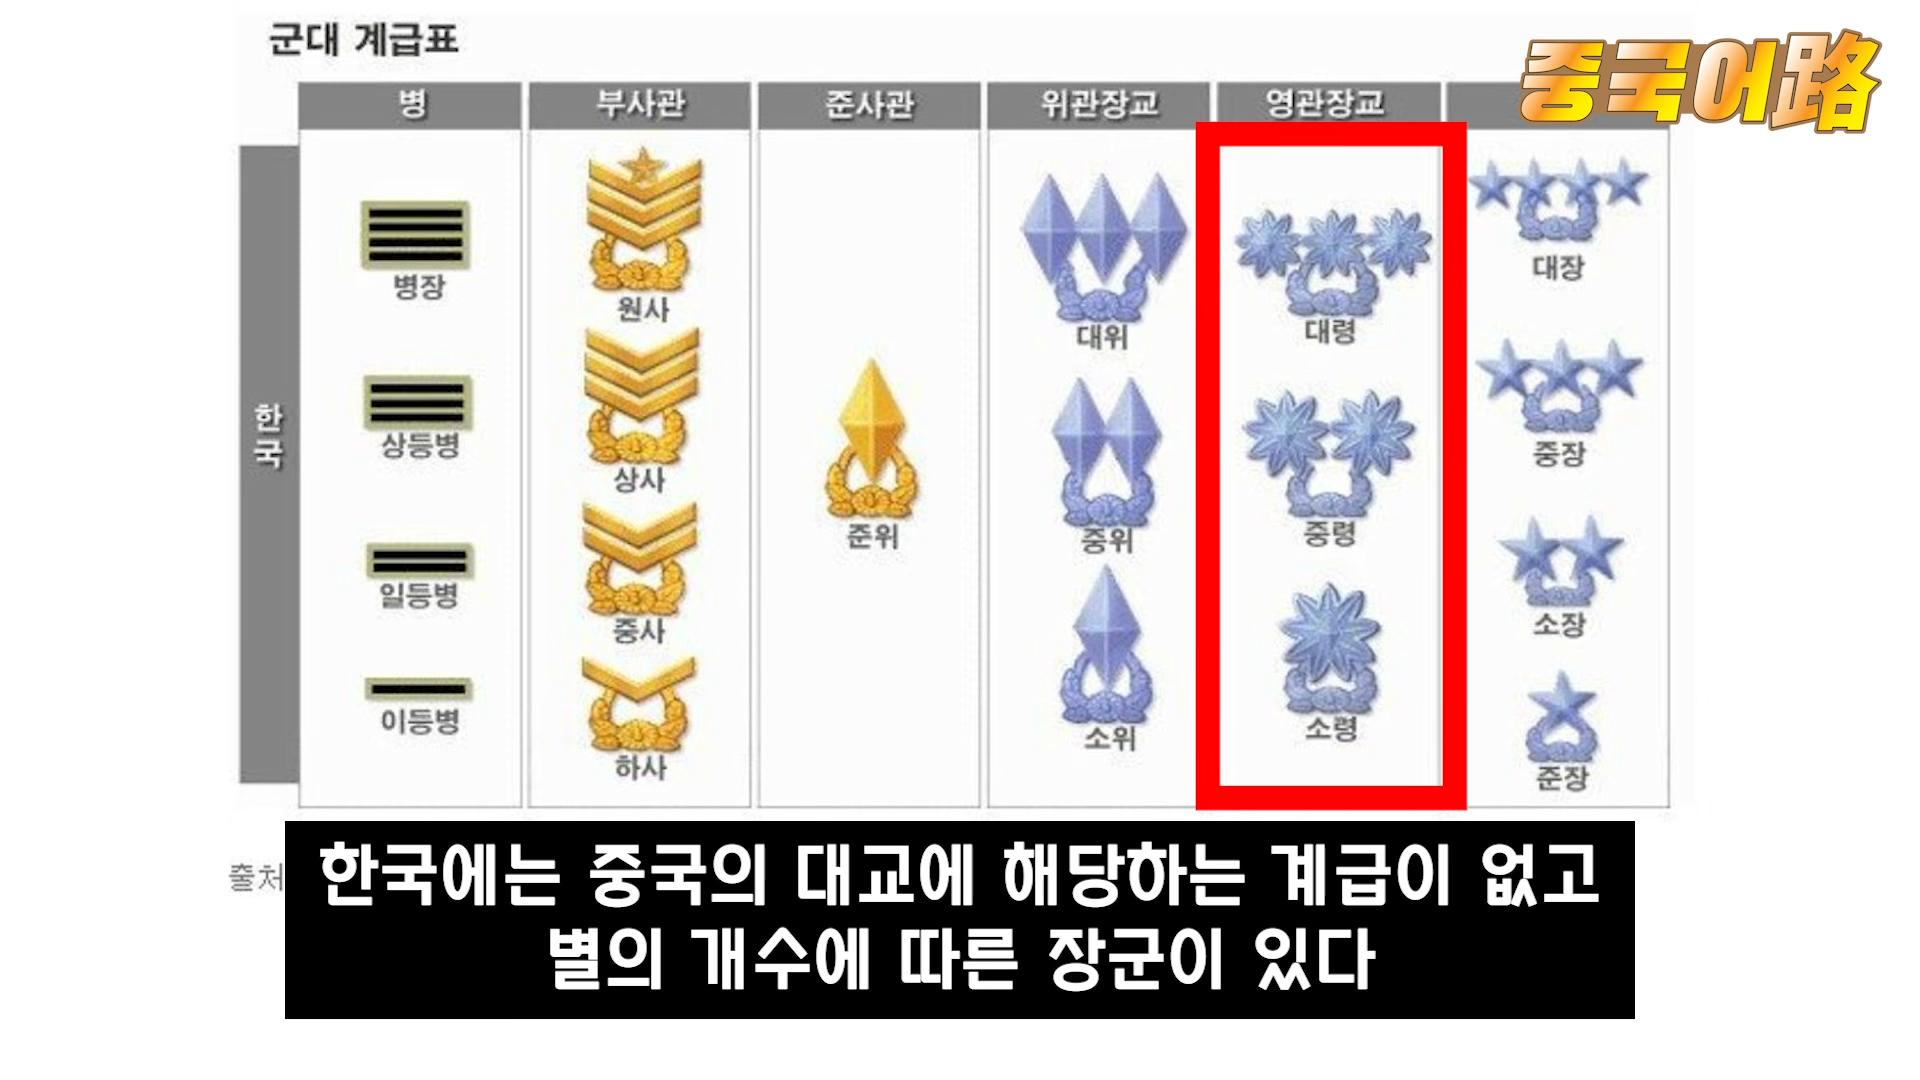 군대 계급표
중국어路
병
부사관
준사관
위관장교
영관장교
한국
병장
상등병
일등병
이등병
원사
상사
중사
하사
준위
대위
중위
소위
대령
중령
소령
대장
중장
소장
준장
출처
한국에는 중국의 대교에 해당하는 계급이 없고
별의 개수에 따른 장군이 있다